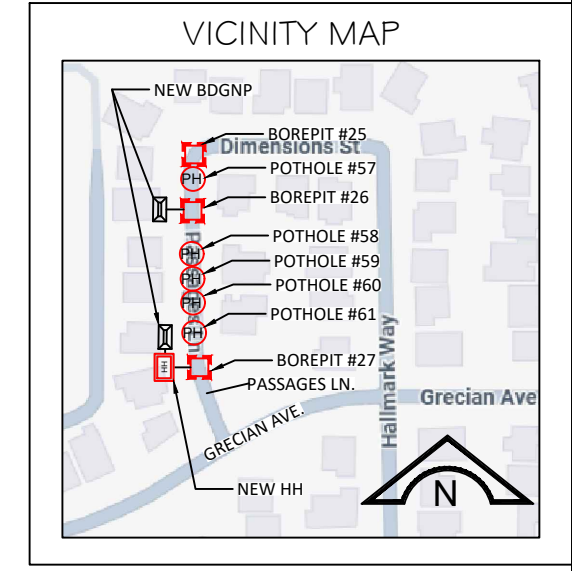 VICINITY MAP
NEW BDGNP
BOREPIT #25
Dimensions St
POTHOLE #57
PH
BOREPIT #26
POTHOLE #58
PH
POTHOLE #59
PH
POTHOLE #60
PH
POTHOLE #61
PH
BOREPIT #27
HH
PASSAGES LN.
Hallmark Way
Grecian Ave
GRECIAN AVE.
NEW HH
N